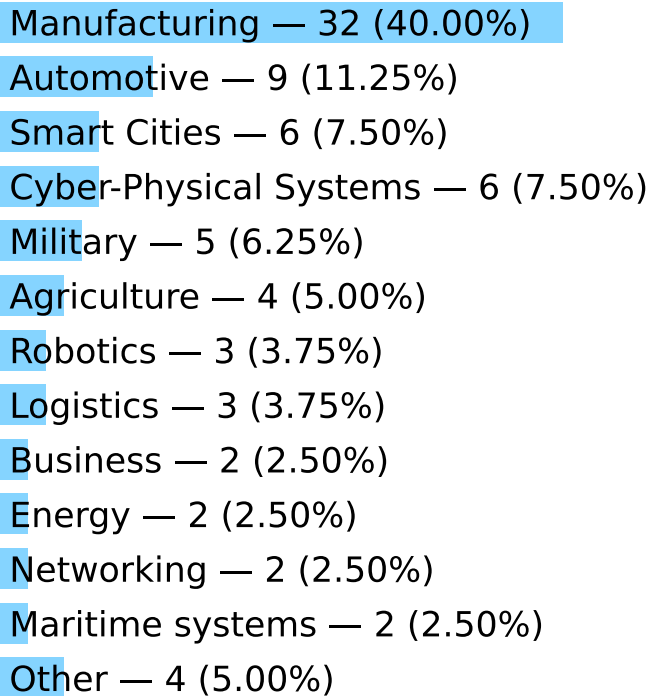 Manufacturing — 32 (40.00%)
Automotive — 9 (11.25%)
Smart Cities — 6 (7.50%)
Cyber-Physical Systems — 6 (7.50%)
Military — 5 (6.25%)
Agriculture — 4 (5.00%)
Robotics — 3 (3.75%)
Logistics — 3 (3.75%)
Business — 2 (2.50%)
Energy — 2 (2.50%)
Networking — 2 (2.50%)
Maritime systems — 2 (2.50%)
Other — 4 (5.00%)